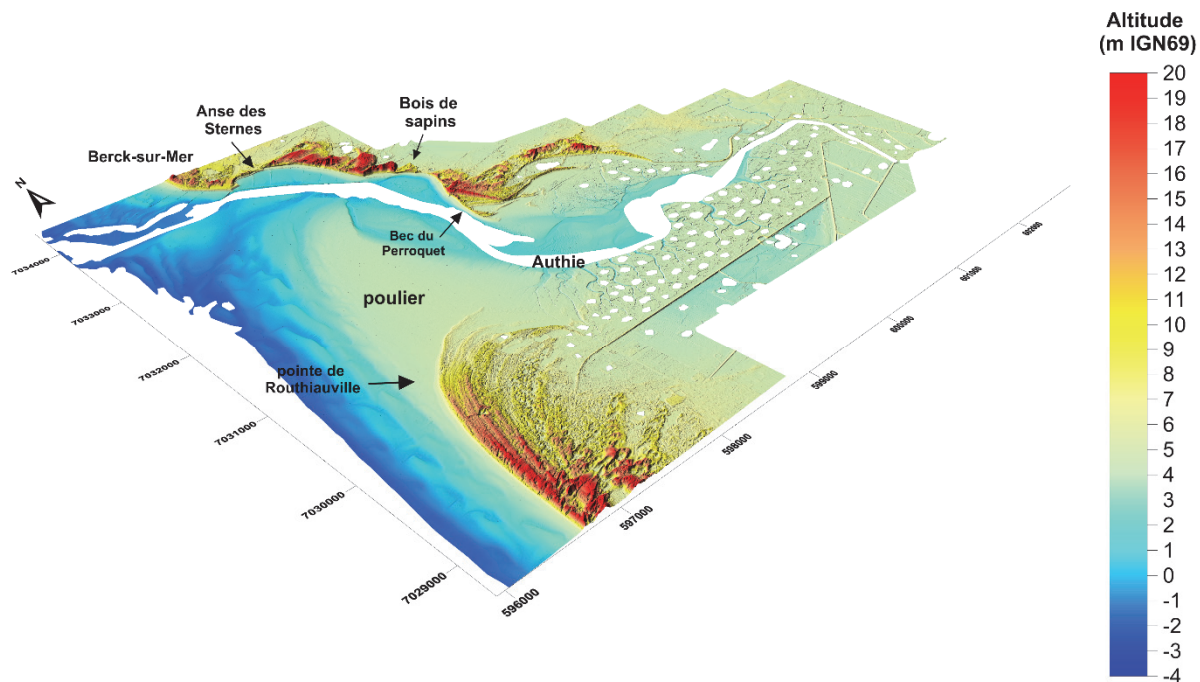 Altitude
(m IGN69)
20
19
18
17
16
15
14
13
12
11
10
9
8
7
6
5
4
3
2
1
0
-1
-2
-3
-4
Anse des
Sternes
Bois de
sapins
Berck-sur-Mer
N
Bec du
Perroquet
Authie
poulier
pointe de
Routhiauville
7034000
7033000
7032000
7031000
7030000
7029000
596000
597000
598000
599000
600000
601000
602000